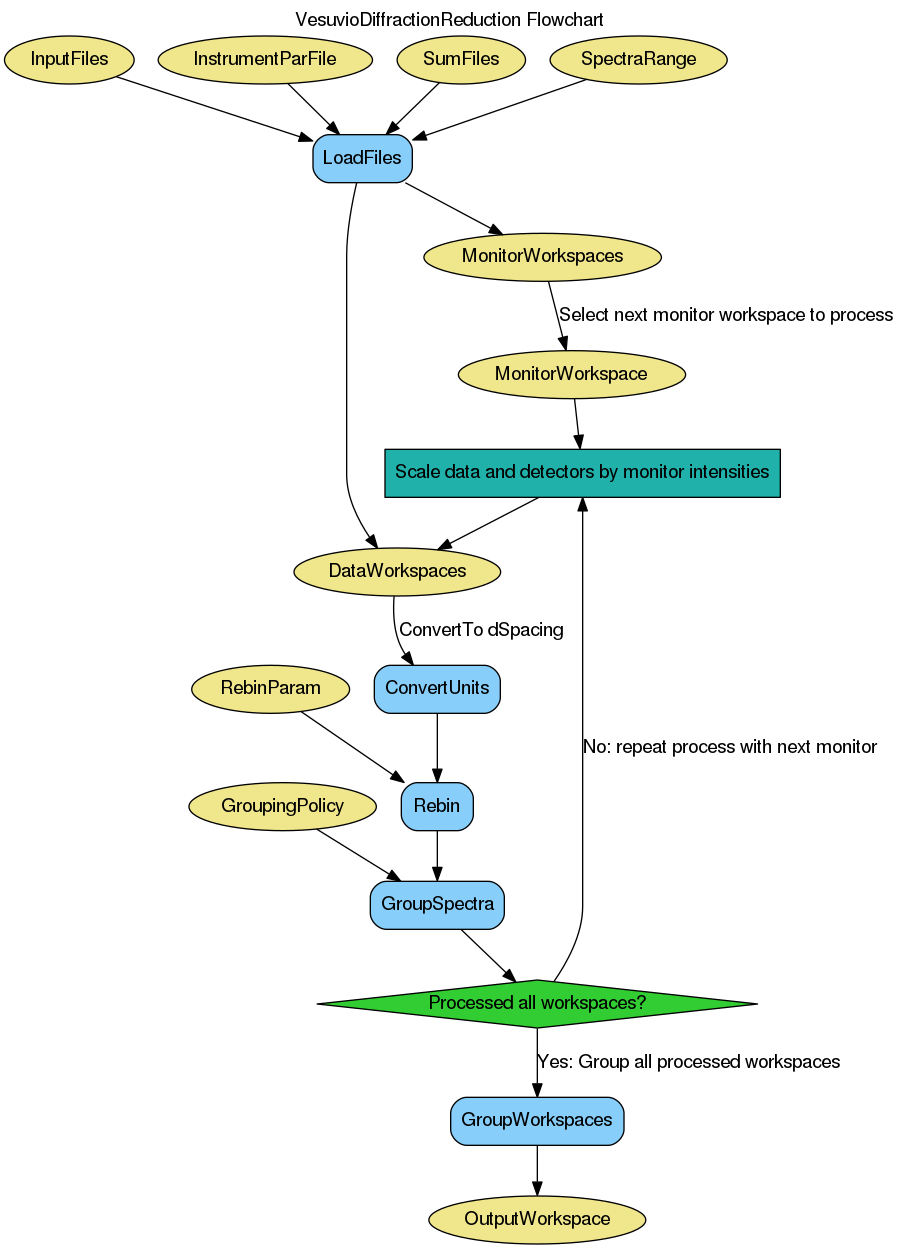 VesuvioDiffractionReduction Flowchart
InputFiles
InstrumentParFile
SumFiles
SpectraRange
LoadFiles
MonitorWorkspaces
Select next monitor workspace to process
MonitorWorkspace
Scale data and detectors by monitor intensities
DataWorkspaces
ConvertTo dSpacing
RebinParam
ConvertUnits
No: repeat process with next monitor
GroupingPolicy
Rebin
GroupSpectra
Processed all workspaces?
Yes: Group all processed workspaces
GroupWorkspaces
OutputWorkspace